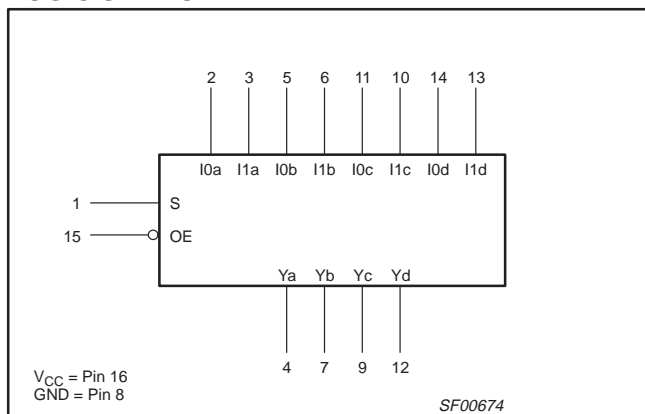 2 3 5 6 11 10 14 13
I0a I1a I0b I1b I0c I1c I0d I1d
1 S
15 OE
Ya Yb Yc Yd
4 7 9 12
VCC = Pin 16
GND = Pin 8
SF00674